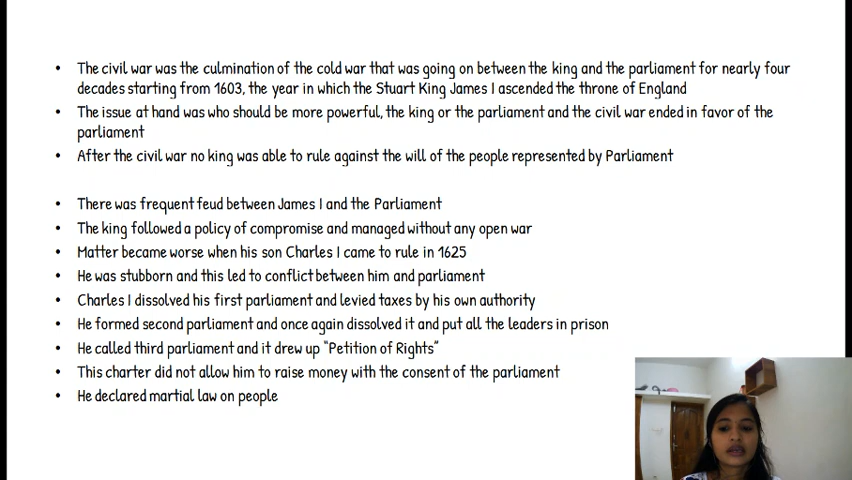 • The civil war was the culmination of the cold war that was going on between the king and the parliament for nearly four
decades starting from 1603, the year in which the Stuart King James I ascended the throne of England
• The issue at hand was who should be more powerful, the king or the parliament and the civil war ended in favor of the
parliament
• After the civil war no king was able to rule against the will of the people represented by Parliament
• There was frequent feud between James I and the Parliament
• The king followed a policy of compromise and managed without any open war
• Matter became worse when his son Charles I came to rule in 1625
• He was stubborn and this led to conflict between him and parliament
• Charles I dissolved his first parliament and levied taxes by his own authority
• He formed second parliament and once again dissolved it and put all the leaders in prison
• He called third parliament and it drew up “Petition of Rights”
• This charter did not allow him to raise money with the consent of the parliament
• He declared martial law on people